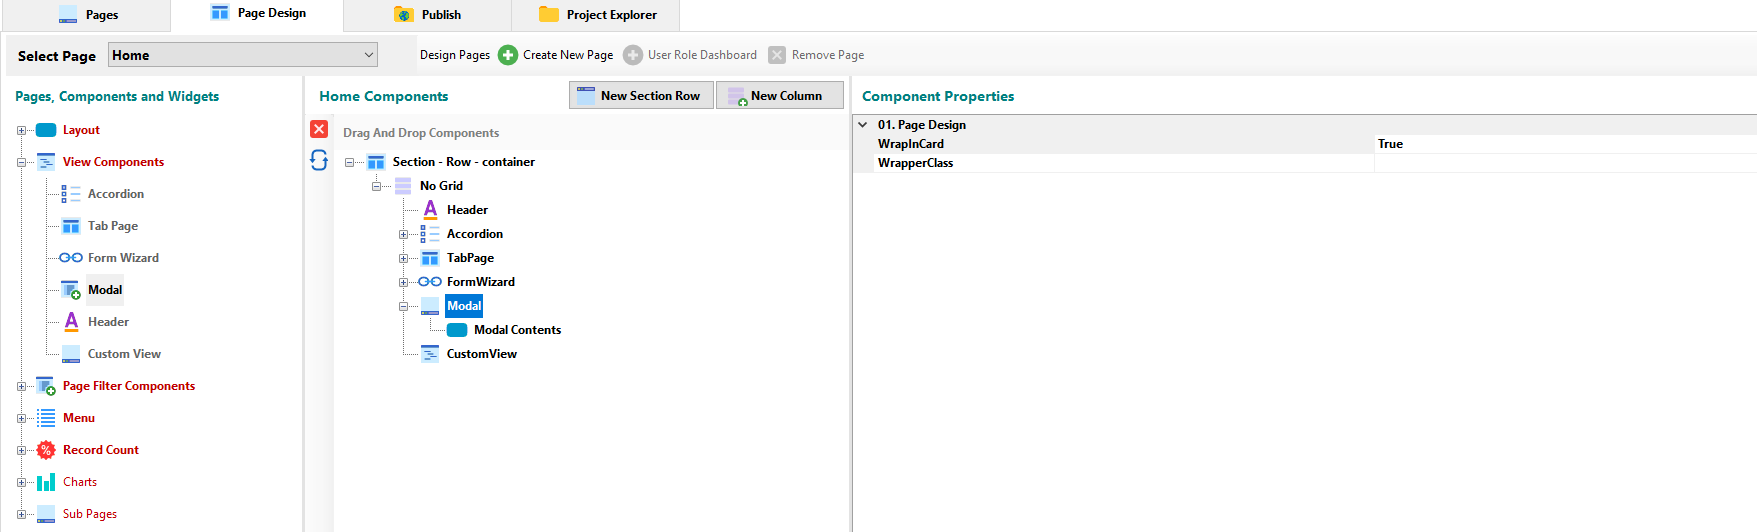 Pages
Page Design
Publish
Project Explorer
Select Page
Home
Design Pages
Create New Page
User Role Dashboard
Remove Page
Pages, Components and Widgets
Layout
View Components
Accordion
Tab Page
Form Wizard
Modal
Header
Custom View
Page Filter Components
Menu
Record Count
Charts
Sub Pages
Home Components
New Section Row
New Column
Drag And Drop Components
Section - Row - container
No Grid
Header
Accordion
TabPage
FormWizard
Modal
Modal Contents
CustomView
Component Properties
01. Page Design
WrapInCard True
WrapperClass